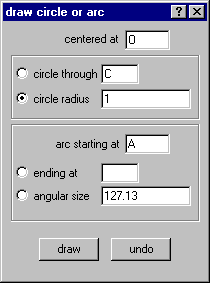 draw circle or arc ? X
centered at O
circle through C
circle radius 1
arc starting at A
ending at
angular size 127.13
draw undo